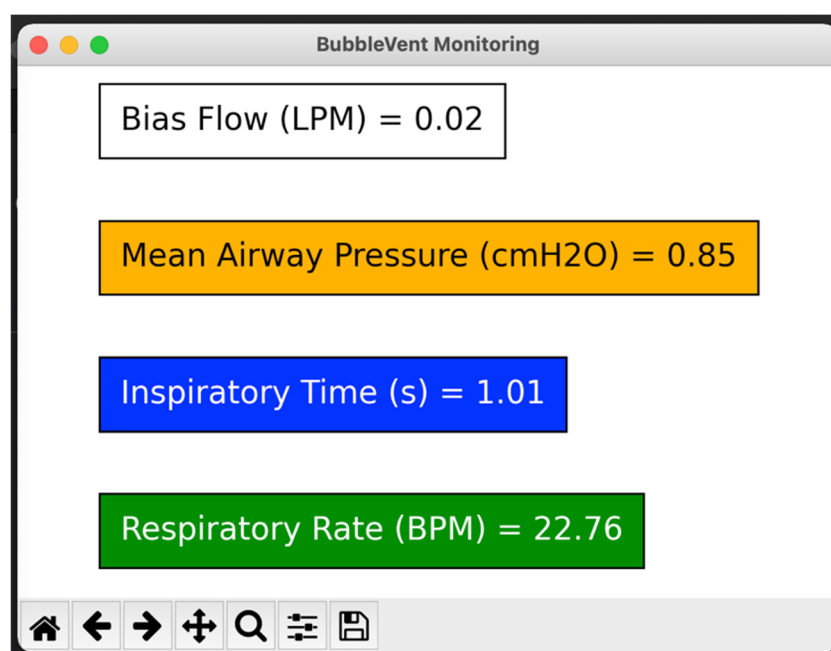 BubbleVent Monitoring
Bias Flow (LPM) = 0.02
Mean Airway Pressure (cmH2O) = 0.85
Inspiratory Time (s) = 1.01
Respiratory Rate (BPM) = 22.76